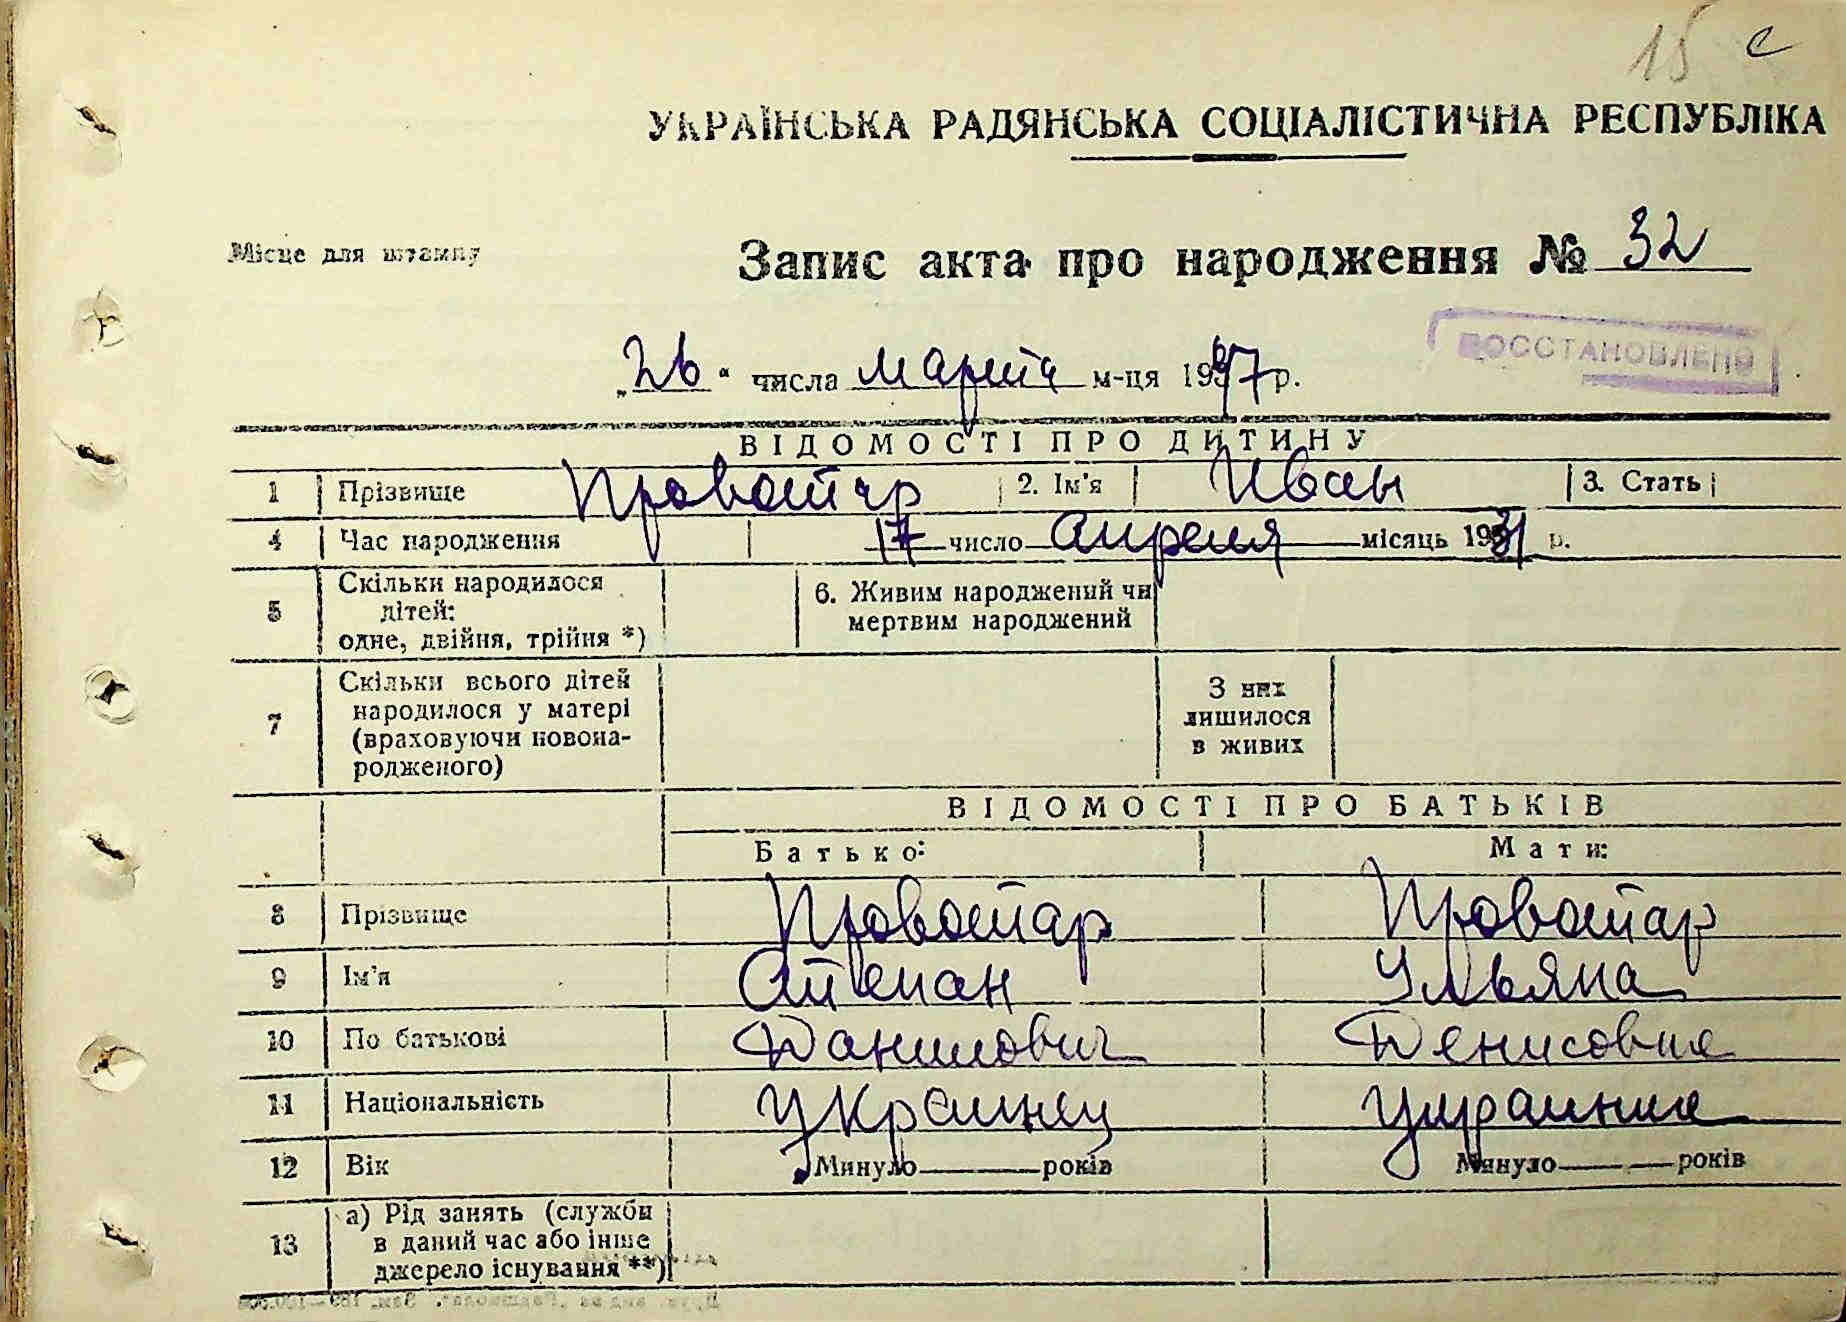 15 с
УКРАЇНСЬКА РАДЯНСЬКА СОЦІАЛІСТИЧНА РЕСПУБЛІКА
Місце для штампу
Запис акта про народження № 32
ВОССТАНОВЛЕНО
„26“ числа марта м-ця 1947 р.
ВІДОМОСТІ ПРО ДИТИНУ
1 Прізвище Провотар 2. Ім'я Иван 3. Стать
4 Час народження 17 число апреля місяць 1931 р.
5 Скільки народилося дітей: одне, двійня, трійня *) 6. Живим народжений чи мертвим народжений
7 Скільки всього дітей народилося у матері (враховуючи новонародженого) З них лишилося в живих
ВІДОМОСТІ ПРО БАТЬКІВ
Батько: Мати:
8 Прізвище Провотар Провотар
9 Ім'я Степан Ульяна
10 По батькові Данилович Денисовна
11 Національність Украинец Украинка
12 Вік Минуло років Минуло років
13 а) Рід занять (служби в даний час або інше джерело існування **)